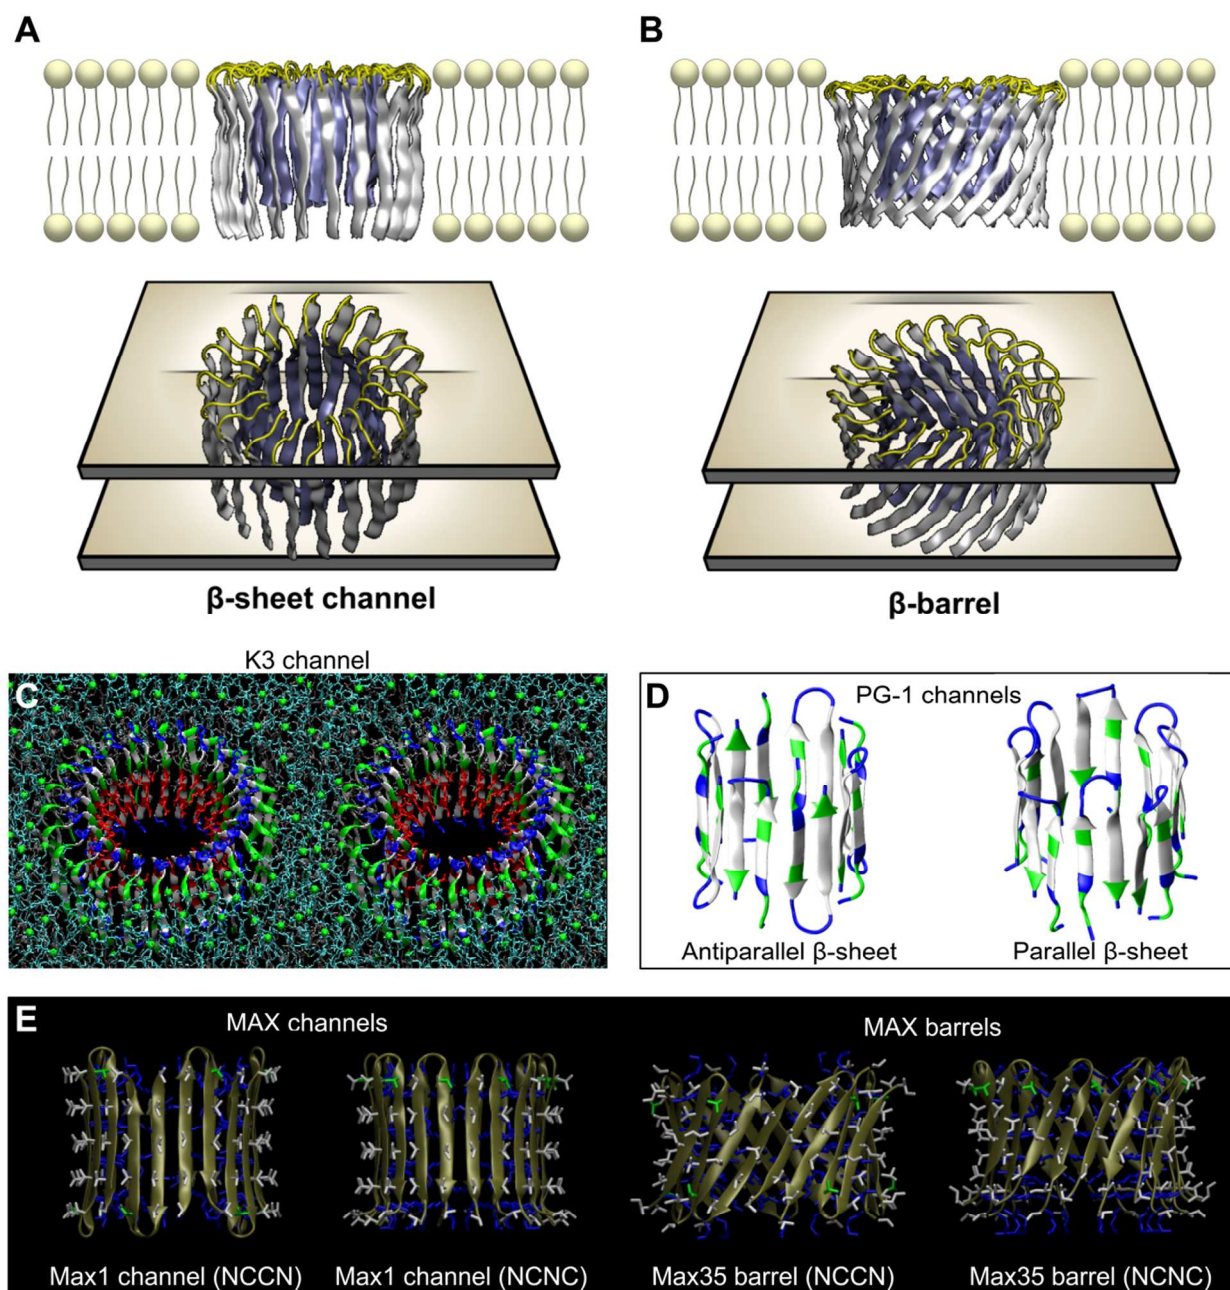 A
B
β-sheet channel
β-barrel
K3 channel
C
D
PG-1 channels
Antiparallel β-sheet
Parallel β-sheet
E
MAX channels
MAX barrels
Max1 channel (NCCN)
Max1 channel (NCNC)
Max35 barrel (NCCN)
Max35 barrel (NCNC)